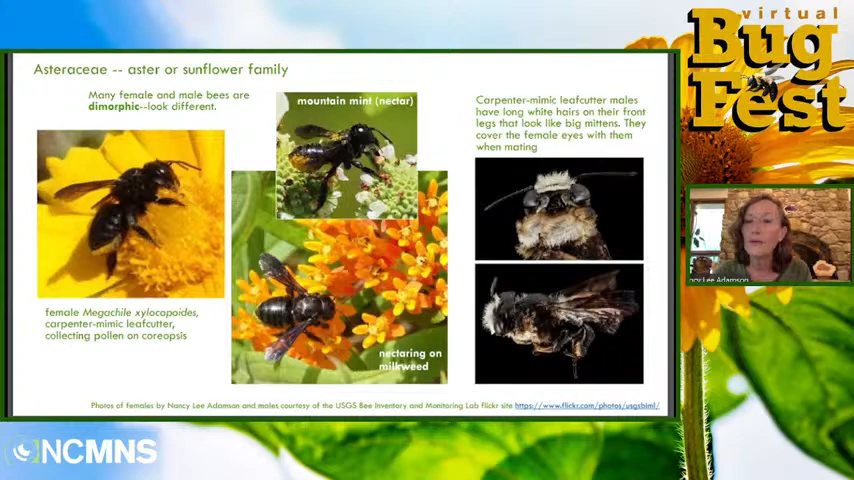 virtual
Bug
Fest
Asteraceae -- aster or sunflower family
Many female and male bees are
dimorphic--look different.
mountain mint (nectar)
Carpenter-mimic leafcutter males
have long white hairs on their front
legs that look like big mittens. They
cover the female eyes with them
when mating
female Megachile xylocopoides,
carpenter-mimic leafcutter,
collecting pollen on coreopsis
nectaring on
milkweed
Lee Adamson
Photos of females by Nancy Lee Adamson and males courtesy of the USGS Bee Inventory and Monitoring Lab flickr site https://www.flickr.com/photos/usgsbiml/
NCMNS